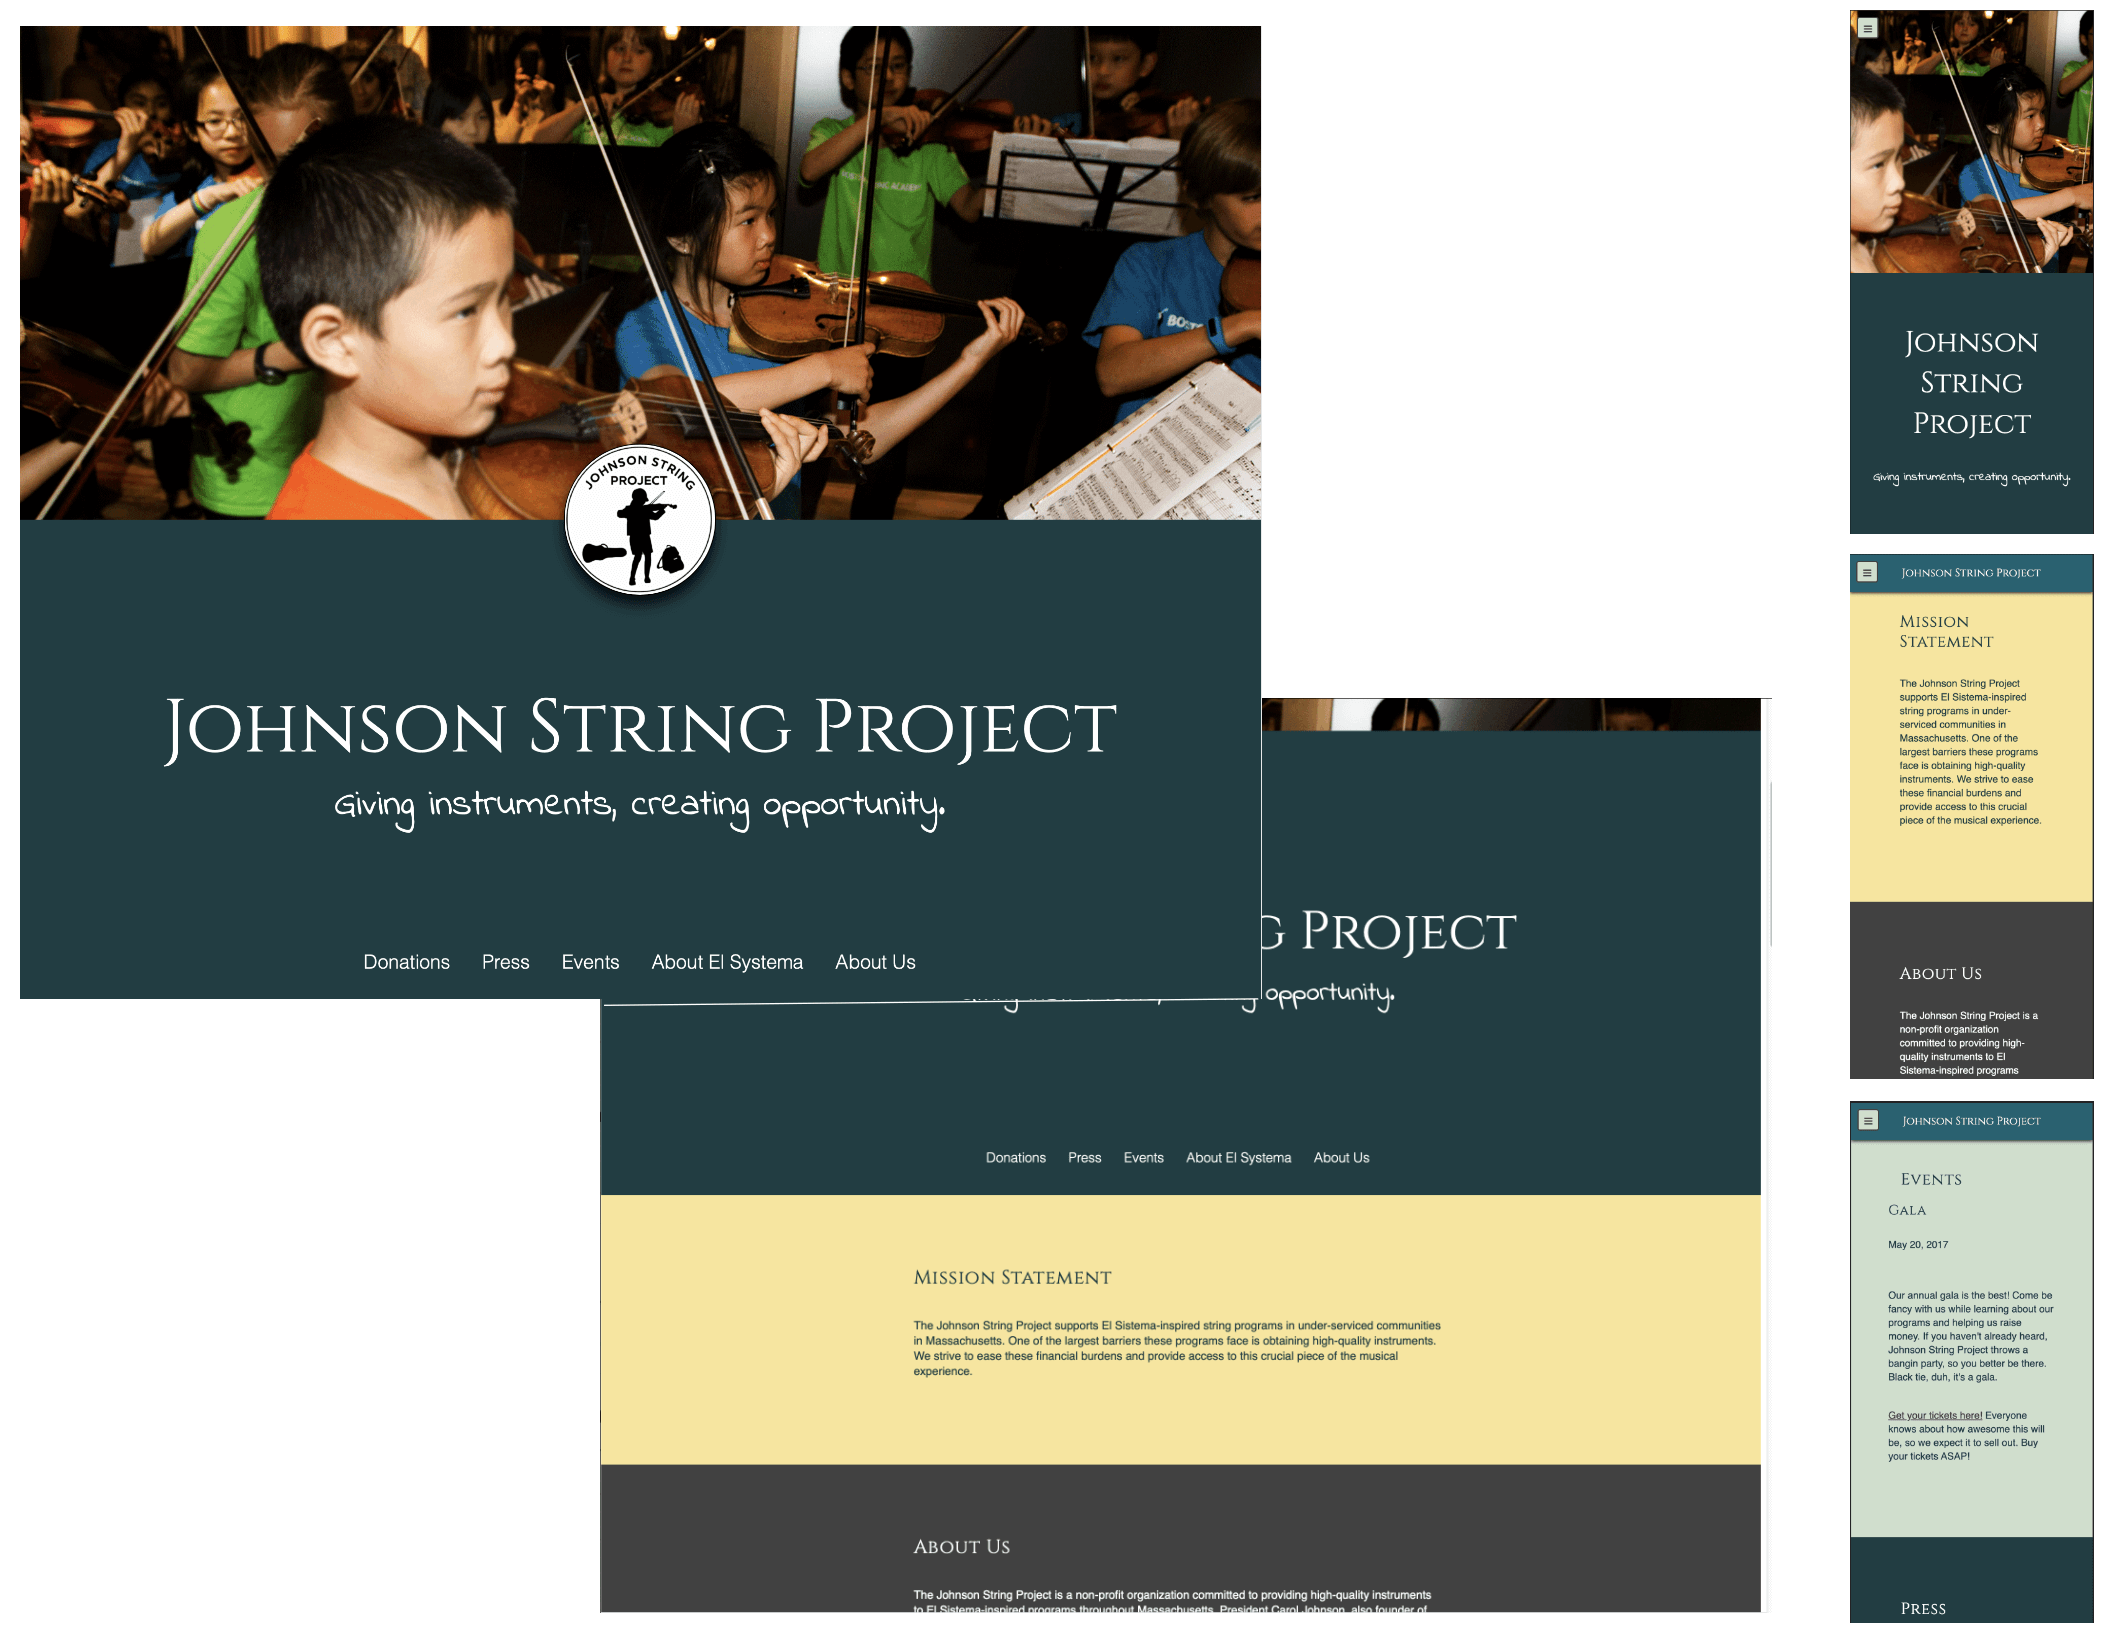 JOHNSON STRING
PROJECT
Johnson String Project
Giving instruments, creating opportunity.
Donations Press Events About El Systema About Us
Project
opportunity.
Donations Press Events About El Systema About Us
Mission Statement
The Johnson String Project supports El Sistema-inspired string programs in under-serviced communities
in Massachusetts. One of the largest barriers these programs face is obtaining high-quality instruments.
We strive to ease these financial burdens and provide access to this crucial piece of the musical
experience.
About Us
The Johnson String Project is a non-profit organization committed to providing high-quality instruments
to El Sistema-inspired programs throughout Massachusetts. President Carol Johnson, also founder of
Johnson
String
Project
Giving instruments, creating opportunity.
Johnson String Project
Mission
Statement
The Johnson String Project
supports El Sistema-inspired
string programs in under-
serviced communities in
Massachusetts. One of the
largest barriers these programs
face is obtaining high-quality
instruments. We strive to ease
these financial burdens and
provide access to this crucial
piece of the musical experience.
About Us
The Johnson String Project is a
non-profit organization
committed to providing high-
quality instruments to El
Sistema-inspired programs
Johnson String Project
Events
Gala
May 20, 2017
Our annual gala is the best! Come be
fancy with us while learning about our
programs and helping us raise
money. If you haven't already heard,
Johnson String Project throws a
bangin party, so you better be there.
Black tie, duh, it's a gala.
Get your tickets here! Everyone
knows about how awesome this will
be, so we expect it to sell out. Buy
your tickets ASAP!
Press